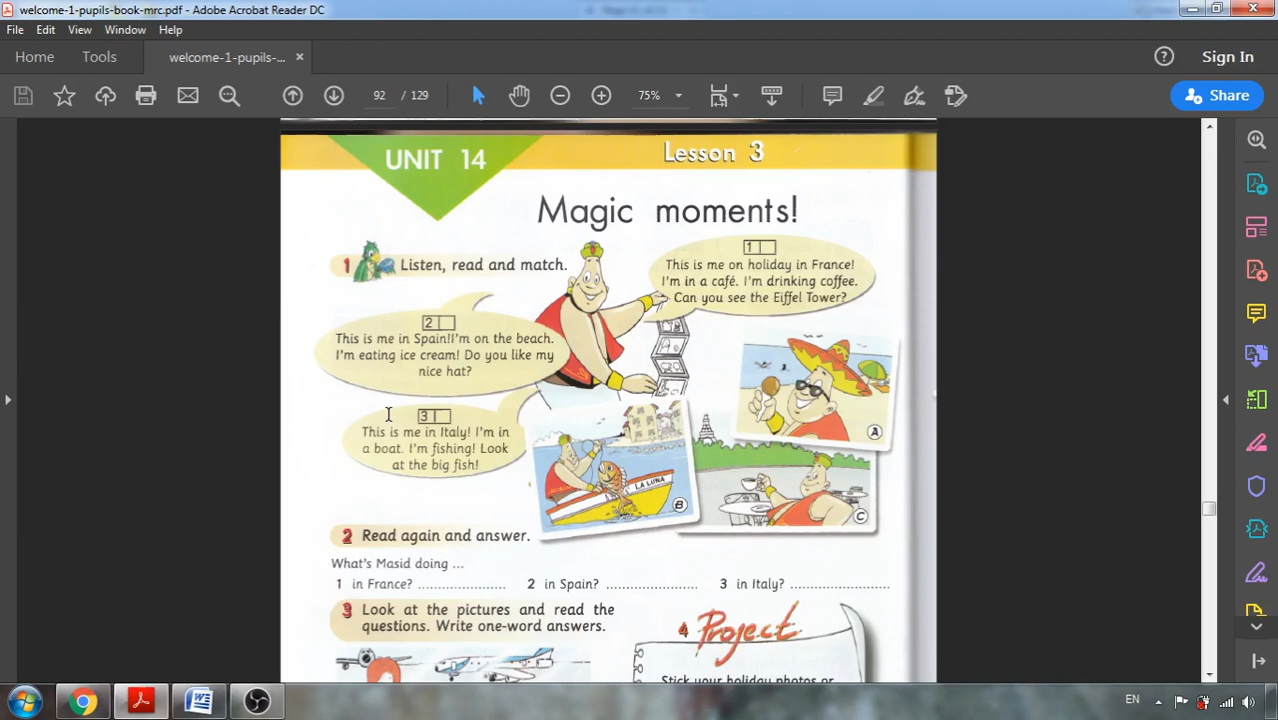 welcome-1-pupils-book-mrc.pdf - Adobe Acrobat Reader DC
File Edit View Window Help
Home Tools welcome-1-pupils-... × Sign In
92 / 129 75% Share
UNIT 14 Lesson 3
Magic moments!
1 Listen, read and match.
1
This is me on holiday in France!
I'm in a café. I'm drinking coffee.
Can you see the Eiffel Tower?
2
This is me in Spain!I'm on the beach.
I'm eating ice cream! Do you like my
nice hat?
3
This is me in Italy! I'm in
a boat. I'm fishing! Look
at the big fish!
A
LA LUNA
B
C
2 Read again and answer.
What's Masid doing ...
1 in France? ......................
2 in Spain? .......................
3 in Italy? .........................
3 Look at the pictures and read the
questions. Write one-word answers.
4 Project
Stick your holiday photos or
EN